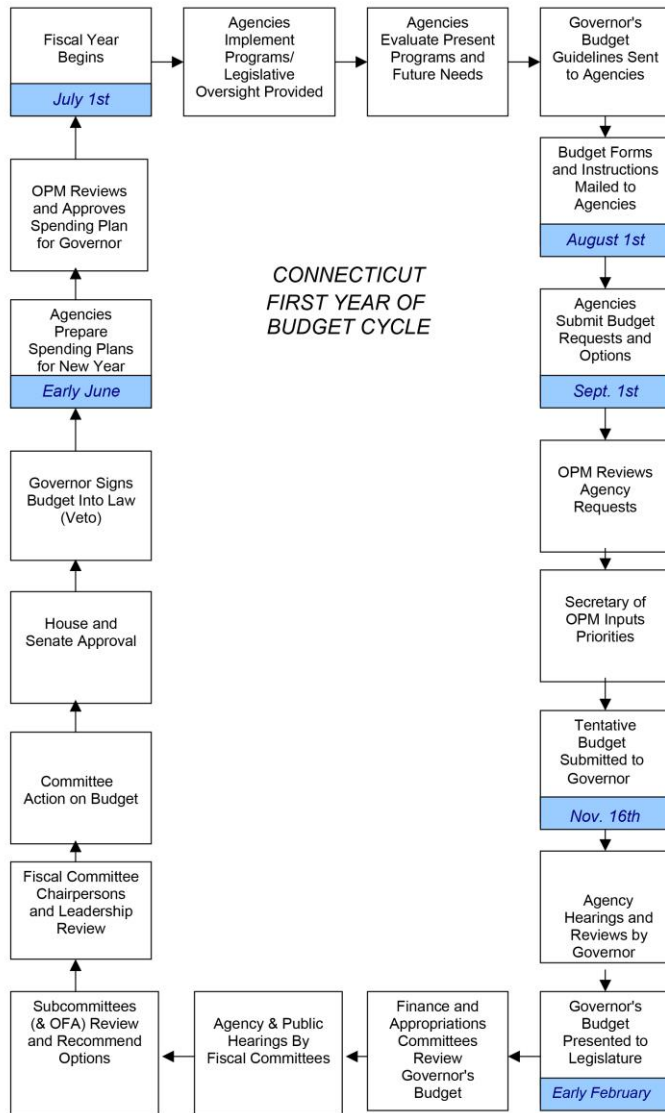 Fiscal Year
Begins
July 1st
Agencies
Implement
Programs/
Legislative
Oversight Provided
Agencies
Evaluate Present
Programs and
Future Needs
Governor's
Budget
Guidelines Sent
to Agencies
Budget Forms
and Instructions
Mailed to
Agencies
August 1st
Agencies
Submit Budget
Requests and
Options
Sept. 1st
OPM Reviews
Agency
Requests
Secretary of
OPM Inputs
Priorities
Tentative
Budget
Submitted to
Governor
Nov. 16th
Agency
Hearings and
Reviews by
Governor
Governor's
Budget
Presented to
Legislature
Early February
Finance and
Appropriations
Committees
Review
Governor's
Budget
Agency & Public
Hearings By
Fiscal Committees
Subcommittees
(& OFA) Review
and Recommend
Options
Fiscal Committee
Chairpersons
and Leadership
Review
Committee
Action on Budget
House and
Senate Approval
Governor Signs
Budget Into Law
(Veto)
Agencies
Prepare
Spending Plans
for New Year
Early June
OPM Reviews
and Approves
Spending Plan
for Governor
CONNECTICUT
FIRST YEAR OF
BUDGET CYCLE